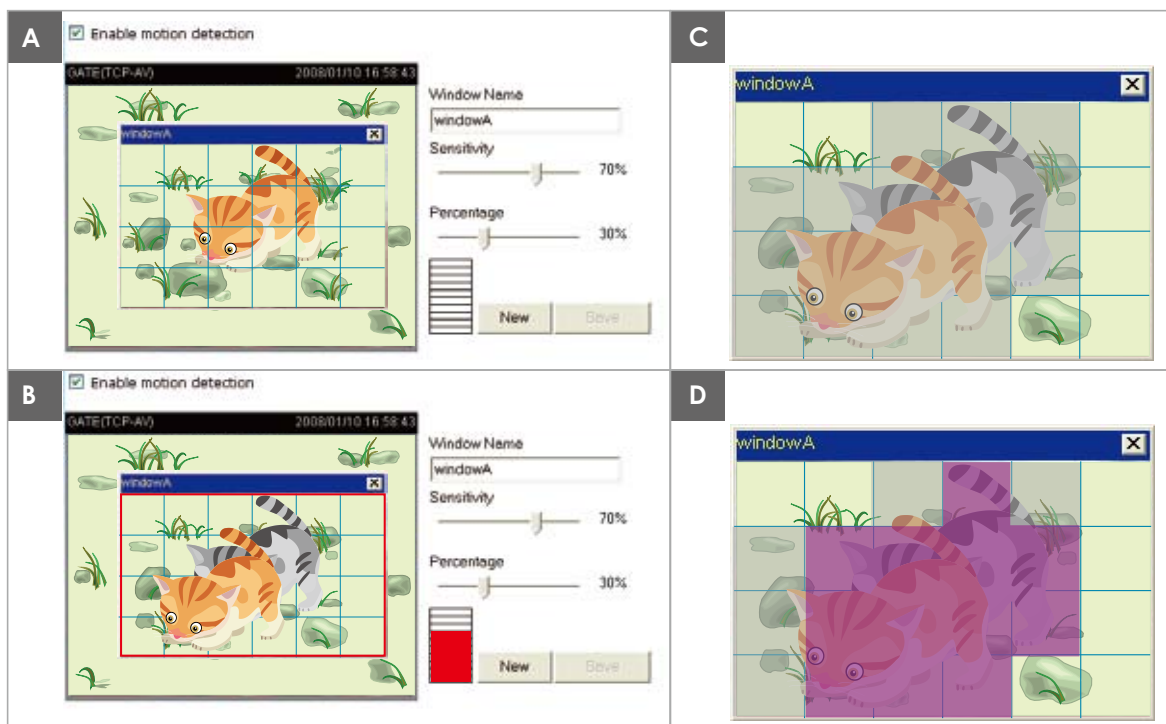 A
Enable motion detection
GATE(TCP-AV) 2008/01/10 16:58:43
windowA
Window Name
windowA
Sensitivity
70%
Percentage
30%
New Save
C
windowA
B
Enable motion detection
GATE(TCP-AV) 2008/01/10 16:58:43
windowA
Window Name
windowA
Sensitivity
70%
Percentage
30%
New Save
D
windowA